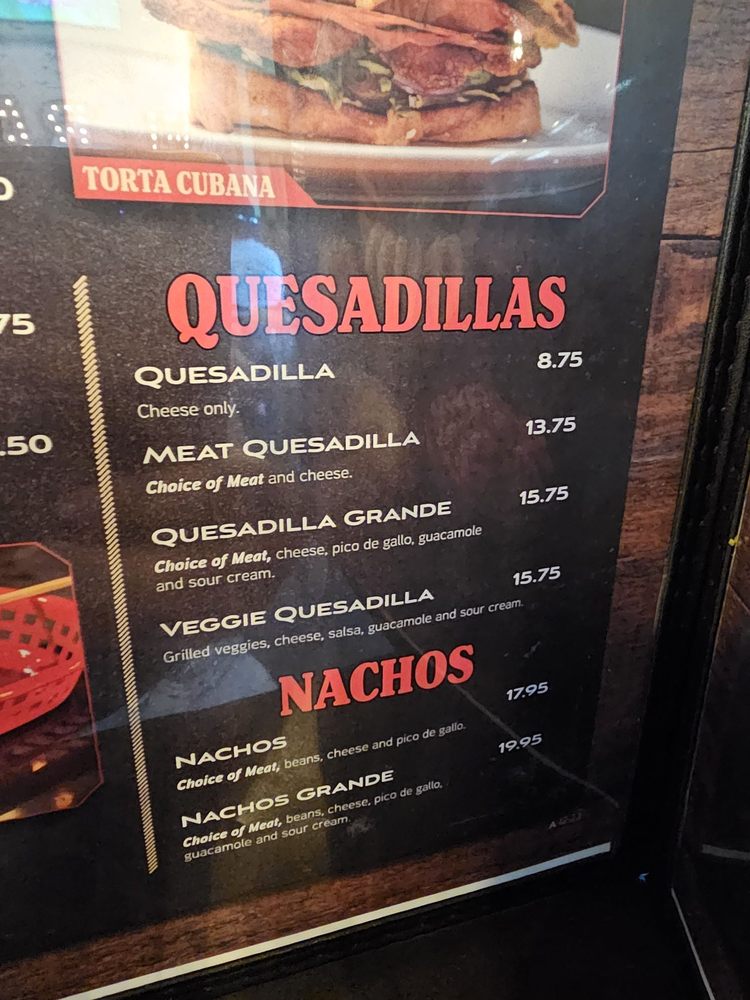 TORTA CUBANA
75
.50
QUESADILLAS
QUESADILLA 8.75
Cheese only.
MEAT QUESADILLA 13.75
Choice of Meat and cheese.
QUESADILLA GRANDE 15.75
Choice of Meat, cheese, pico de gallo, guacamole
and sour cream.
VEGGIE QUESADILLA 15.75
Grilled veggies, cheese, salsa, guacamole and sour cream.
NACHOS
NACHOS 17.95
Choice of Meat, beans, cheese and pico de gallo.
NACHOS GRANDE 19.95
Choice of Meat, beans, cheese, pico de gallo,
guacamole and sour cream.